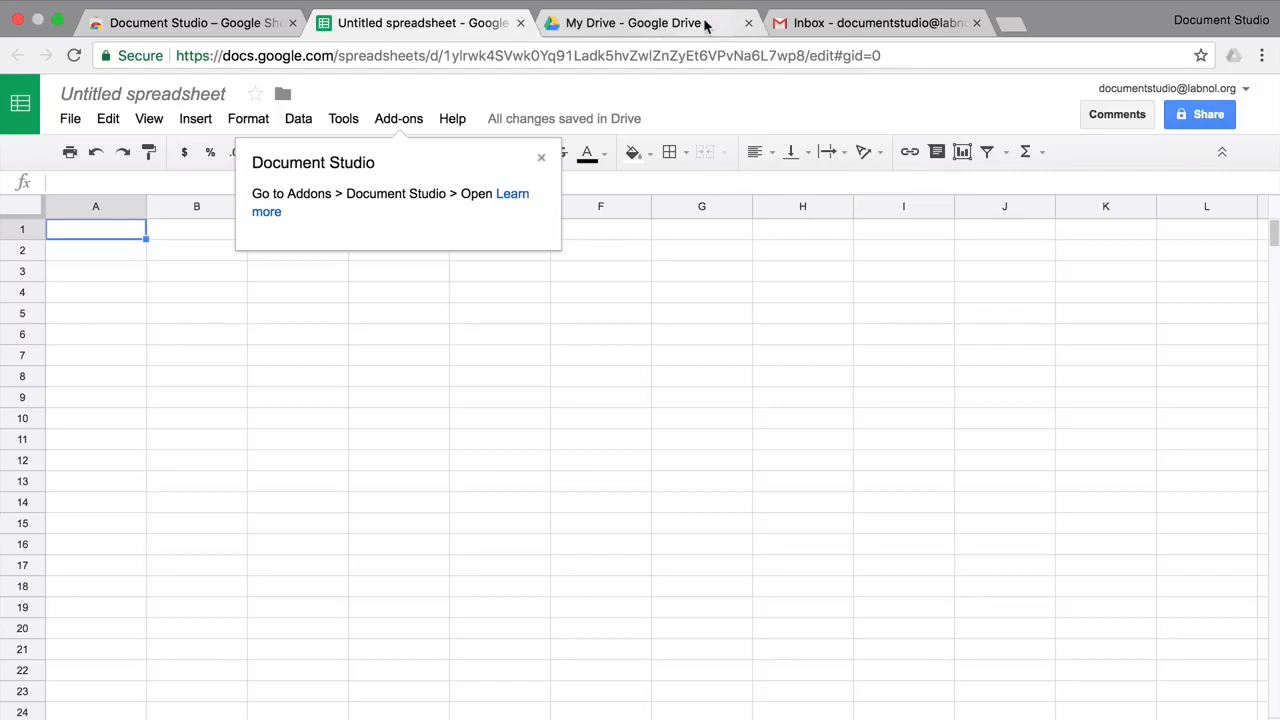 Document Studio – Google She
Untitled spreadsheet - Google
My Drive - Google Drive
Inbox - documentstudio@labno
Document Studio
Secure
https://docs.google.com/spreadsheets/d/1ylrwk4SVwk0Yq91Ladk5hvZwlZnZyEt6VPvNa6L7wp8/edit#gid=0
Untitled spreadsheet
documentstudio@labnol.org
File Edit View Insert Format Data Tools Add-ons Help All changes saved in Drive
Comments
Share
$ % .0 S A Σ
Document Studio
Go to Addons > Document Studio > Open Learn
more
fx
A B F G H I J K L
1
2
3
4
5
6
7
8
9
10
11
12
13
14
15
16
17
18
19
20
21
22
23
24